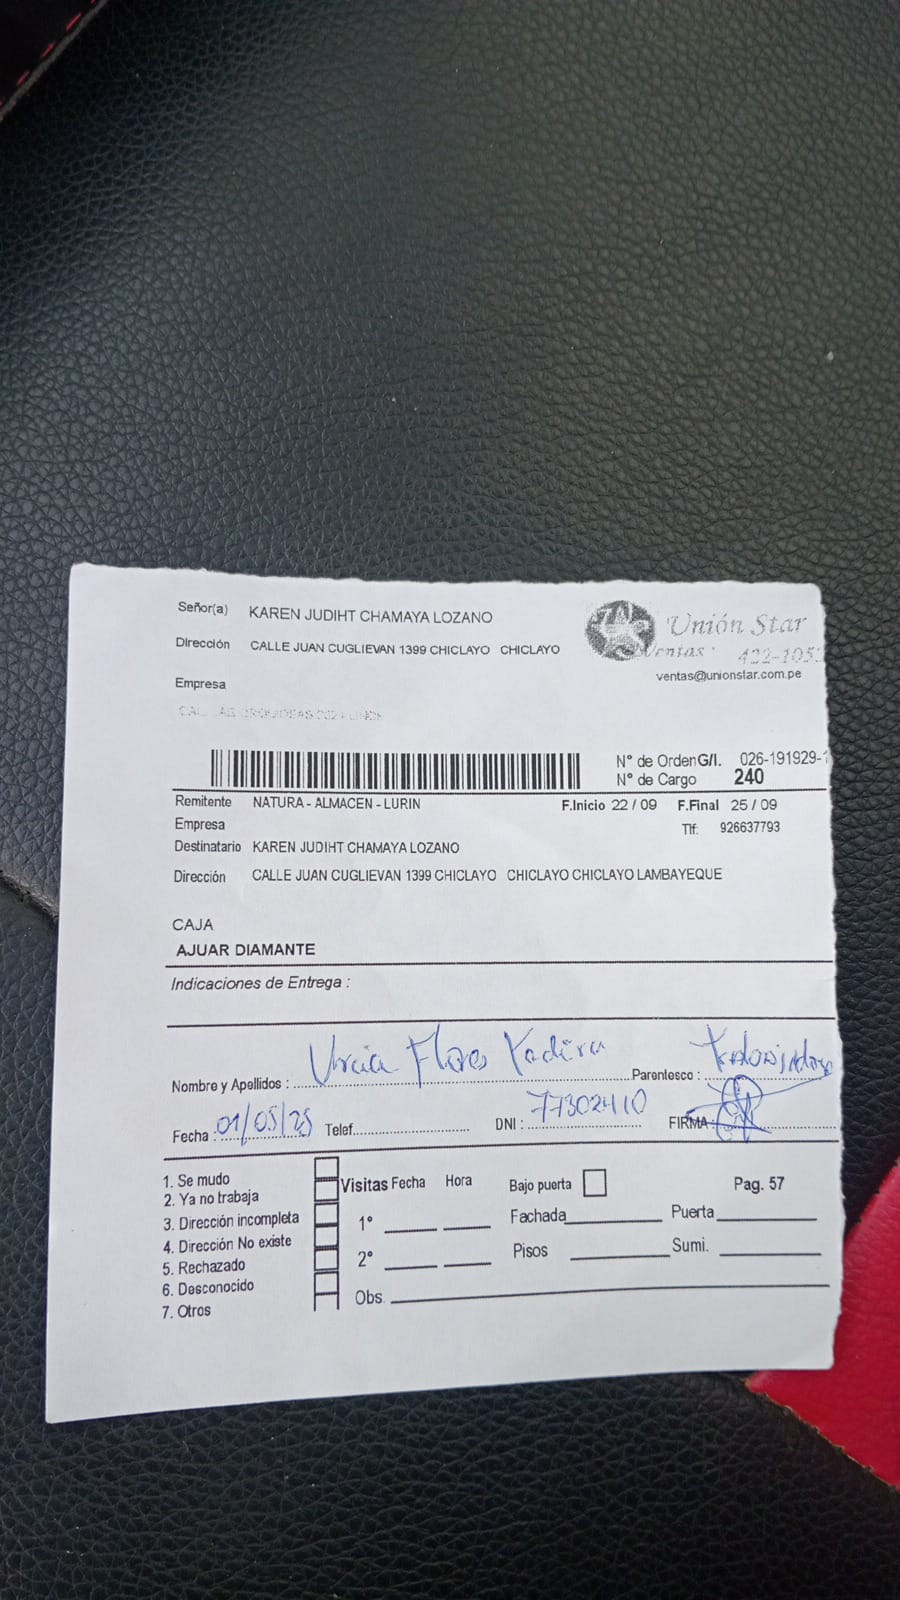 Señor(a) KAREN JUDIHT CHAMAYA LOZANO
Unión Star
Dirección CALLE JUAN CUGLIEVAN 1399 CHICLAYO CHICLAYO
Ventas: 422-105
ventas@unionstar.com.pe
Empresa
N° de Orden G/I. 026-191929-
N° de Cargo 240
Remitente NATURA - ALMACEN - LURIN F.Inicio 22 / 09 F.Final 25 / 09
Empresa Tlf: 926637793
Destinatario KAREN JUDIHT CHAMAYA LOZANO
Dirección CALLE JUAN CUGLIEVAN 1399 CHICLAYO CHICLAYO CHICLAYO LAMBAYEQUE
CAJA
AJUAR DIAMANTE
Indicaciones de Entrega :
Nombre y Apellidos : Flores Yadira Parentesco :
Fecha : 01/05/25 Telef. DNI : 77302410 FIRMA
1. Se mudo
2. Ya no trabaja
3. Dirección incompleta
4. Dirección No existe
5. Rechazado
6. Desconocido
7. Otros
Visitas Fecha Hora Bajo puerta Pag. 57
1° Fachada Puerta
2° Pisos Sumi.
Obs.